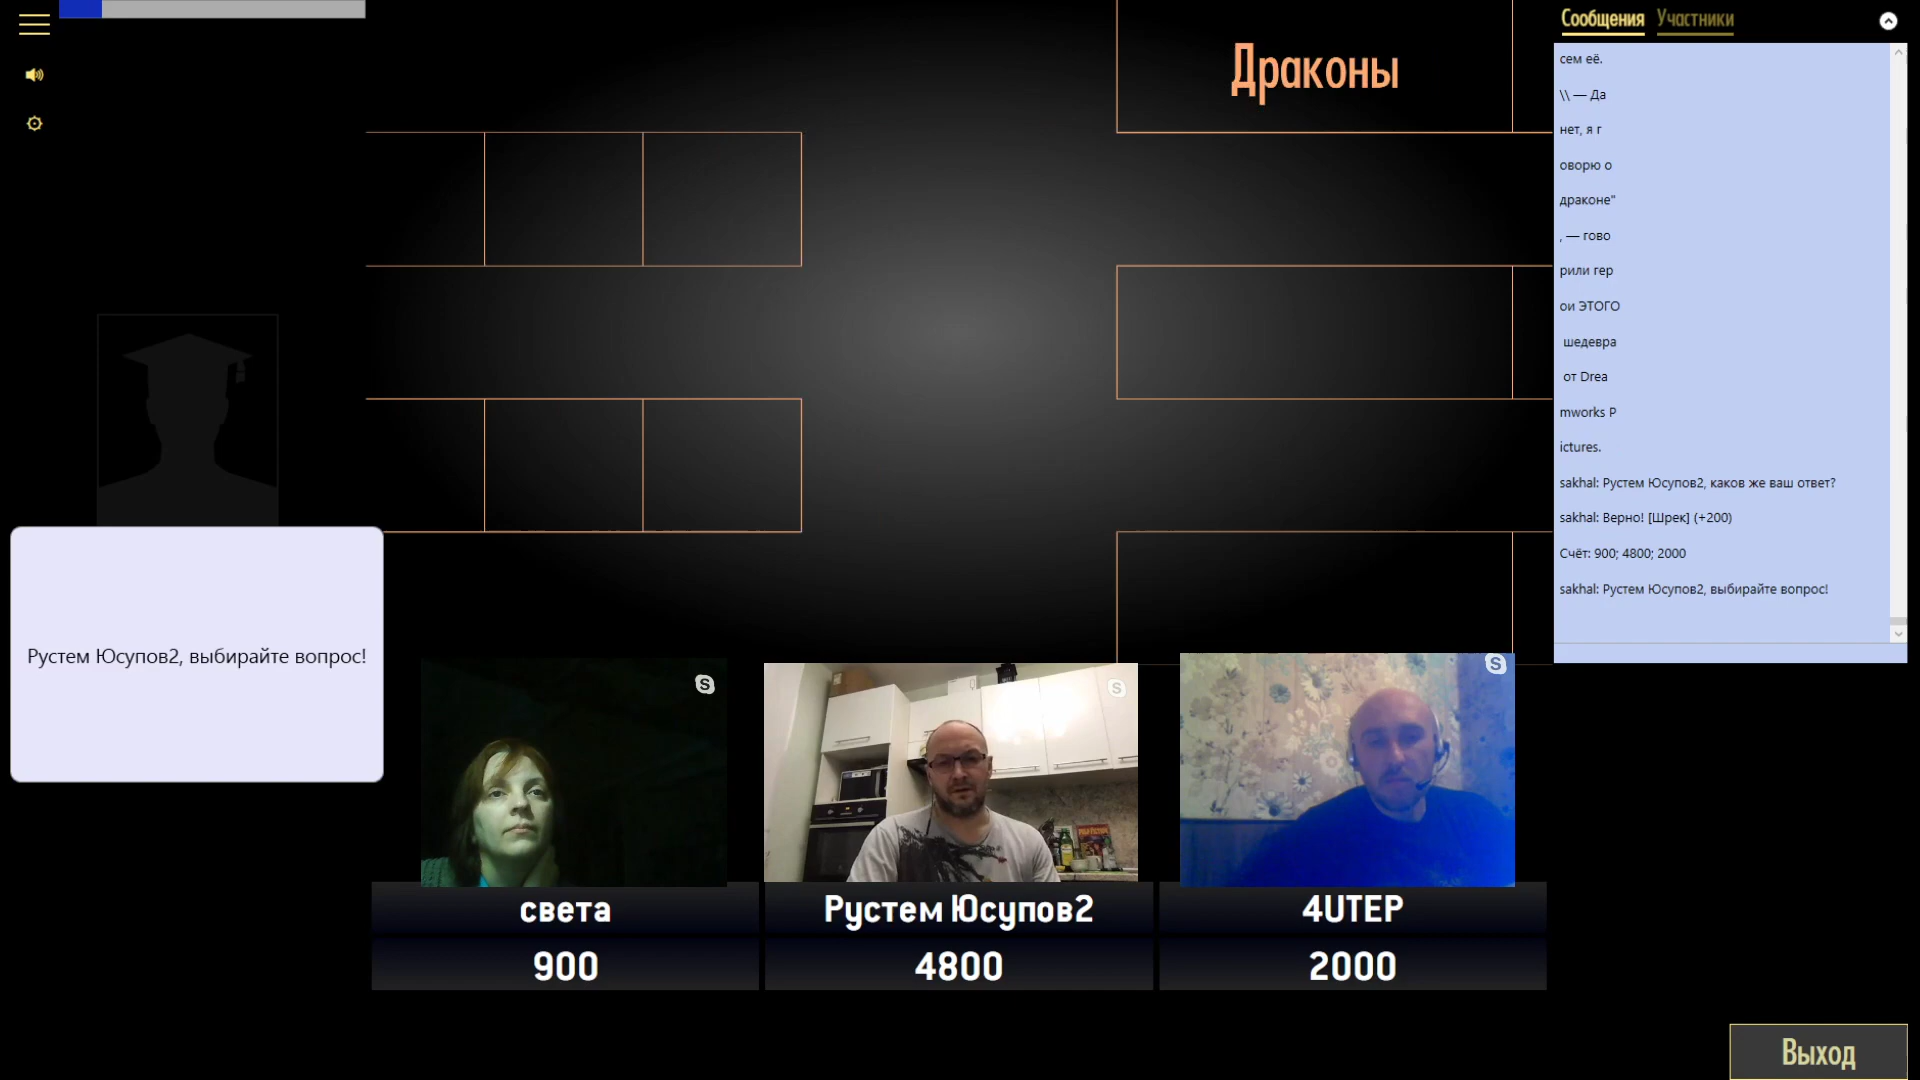 Драконы
Сообщения Участники
сем её.
\\ — Да
нет, я г
оворю о
драконе"
, — гово
рили гер
ои ЭТОГО
шедевра
от Drea
mworks P
ictures.
sakhal: Рустем Юсупов2, каков же ваш ответ?
sakhal: Верно! [Шрек] (+200)
Счёт: 900; 4800; 2000
sakhal: Рустем Юсупов2, выбирайте вопрос!
Рустем Юсупов2, выбирайте вопрос!
света
Рустем Юсупов2
4UTEP
900
4800
2000
Выход